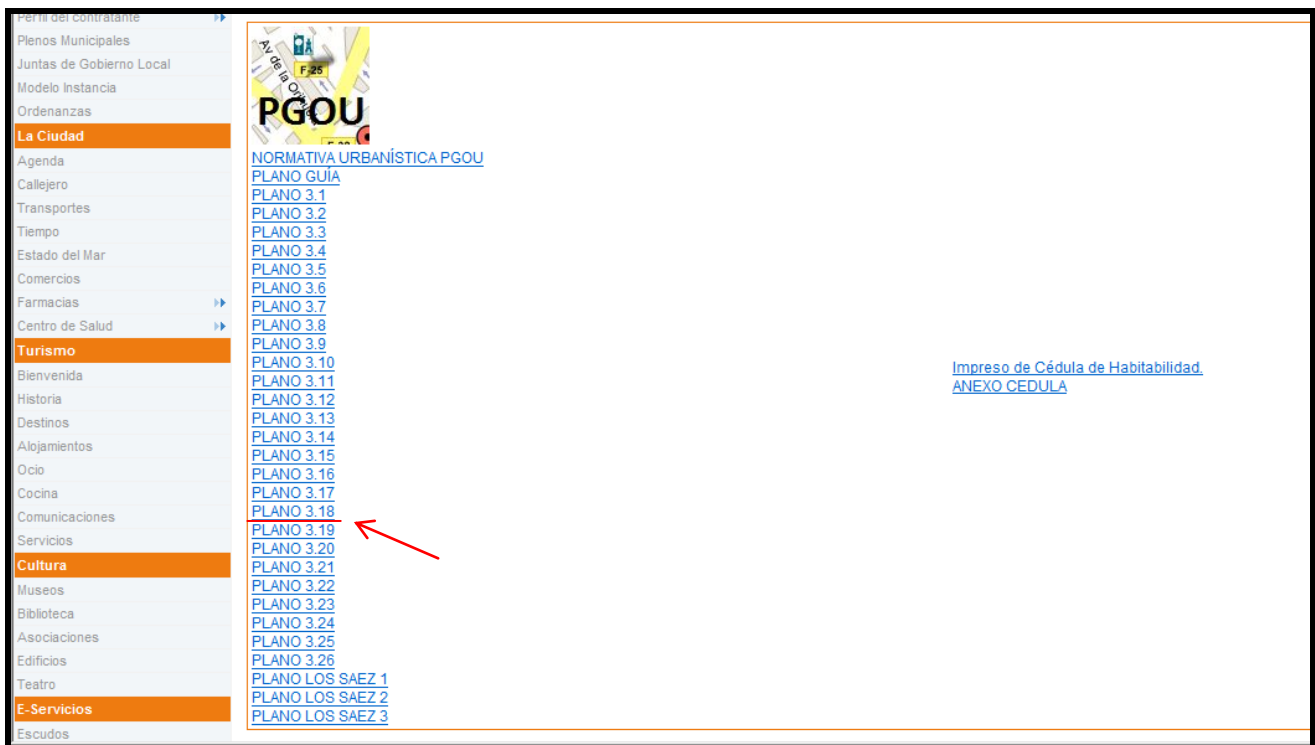 Perfil del contratante
Plenos Municipales
Juntas de Gobierno Local
Modelo Instancia
Ordenanzas
La Ciudad
Agenda
Callejero
Transportes
Tiempo
Estado del Mar
Comercios
Farmacias
Centro de Salud
Turismo
Bienvenida
Historia
Destinos
Alojamientos
Ocio
Cocina
Comunicaciones
Servicios
Cultura
Museos
Biblioteca
Asociaciones
Edificios
Teatro
E-Servicios
Escudos
Av de la
F-25
PGOU
NORMATIVA URBANÍSTICA PGOU
PLANO GUÍA
PLANO 3.1
PLANO 3.2
PLANO 3.3
PLANO 3.4
PLANO 3.5
PLANO 3.6
PLANO 3.7
PLANO 3.8
PLANO 3.9
PLANO 3.10
PLANO 3.11
PLANO 3.12
PLANO 3.13
PLANO 3.14
PLANO 3.15
PLANO 3.16
PLANO 3.17
PLANO 3.18
PLANO 3.19
PLANO 3.20
PLANO 3.21
PLANO 3.22
PLANO 3.23
PLANO 3.24
PLANO 3.25
PLANO 3.26
PLANO LOS SAEZ 1
PLANO LOS SAEZ 2
PLANO LOS SAEZ 3
Impreso de Cédula de Habitabilidad.
ANEXO CEDULA